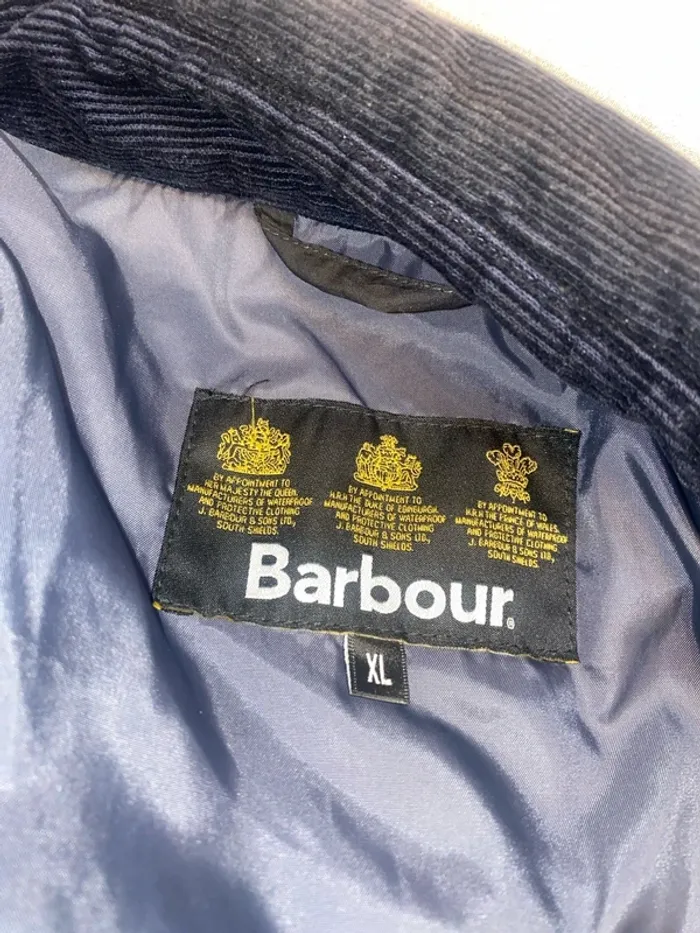 BY APPOINTMENT TO
HER MAJESTY THE QUEEN
MANUFACTURERS OF WATERPROOF
AND PROTECTIVE CLOTHING
J. BARBOUR & SONS LTD.,
SOUTH SHIELDS.
BY APPOINTMENT TO
H.R.H THE DUKE OF EDINBURGH,
MANUFACTURERS OF WATERPROOF
AND PROTECTIVE CLOTHING
J. BARBOUR & SONS LTD.,
SOUTH SHIELDS.
BY APPOINTMENT TO
H.R.H. THE PRINCE OF WALES,
MANUFACTURERS OF WATERPROOF
AND PROTECTIVE CLOTHING
J. BARBOUR & SONS LTD.,
SOUTH SHIELDS.
Barbour®
XL